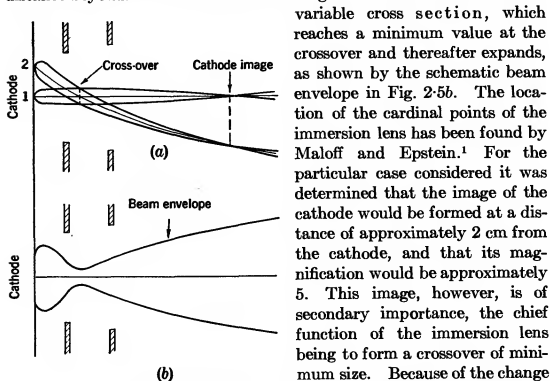 variable cross section, which
reaches a minimum value at the
crossover and thereafter expands,
as shown by the schematic beam
envelope in Fig. 2·5b. The loca-
tion of the cardinal points of the
immersion lens has been found by
Maloff and Epstein.¹ For the
particular case considered it was
determined that the image of the
cathode would be formed at a dis-
tance of approximately 2 cm from
the cathode, and that its mag-
nification would be approximately
5. This image, however, is of
secondary importance, the chief
function of the immersion lens
being to form a crossover of mini-
mum size. Because of the change
2
Cross-over
Cathode image
Cathode
1
(a)
Beam envelope
Cathode
(b)